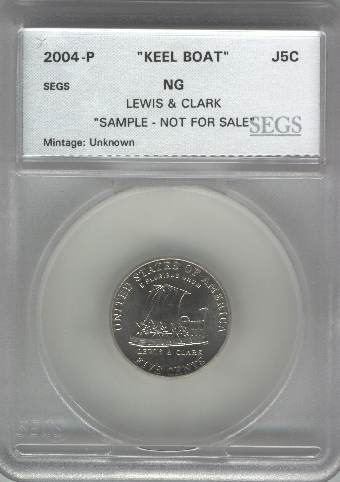 2004-P "KEEL BOAT" J5C
SEGS NG
LEWIS & CLARK
"SAMPLE - NOT FOR SALE"
SEGS
Mintage: Unknown
UNITED STATES OF AMERICA
E PLURIBUS UNUM
LEWIS & CLARK
FIVE CENTS
SEGS